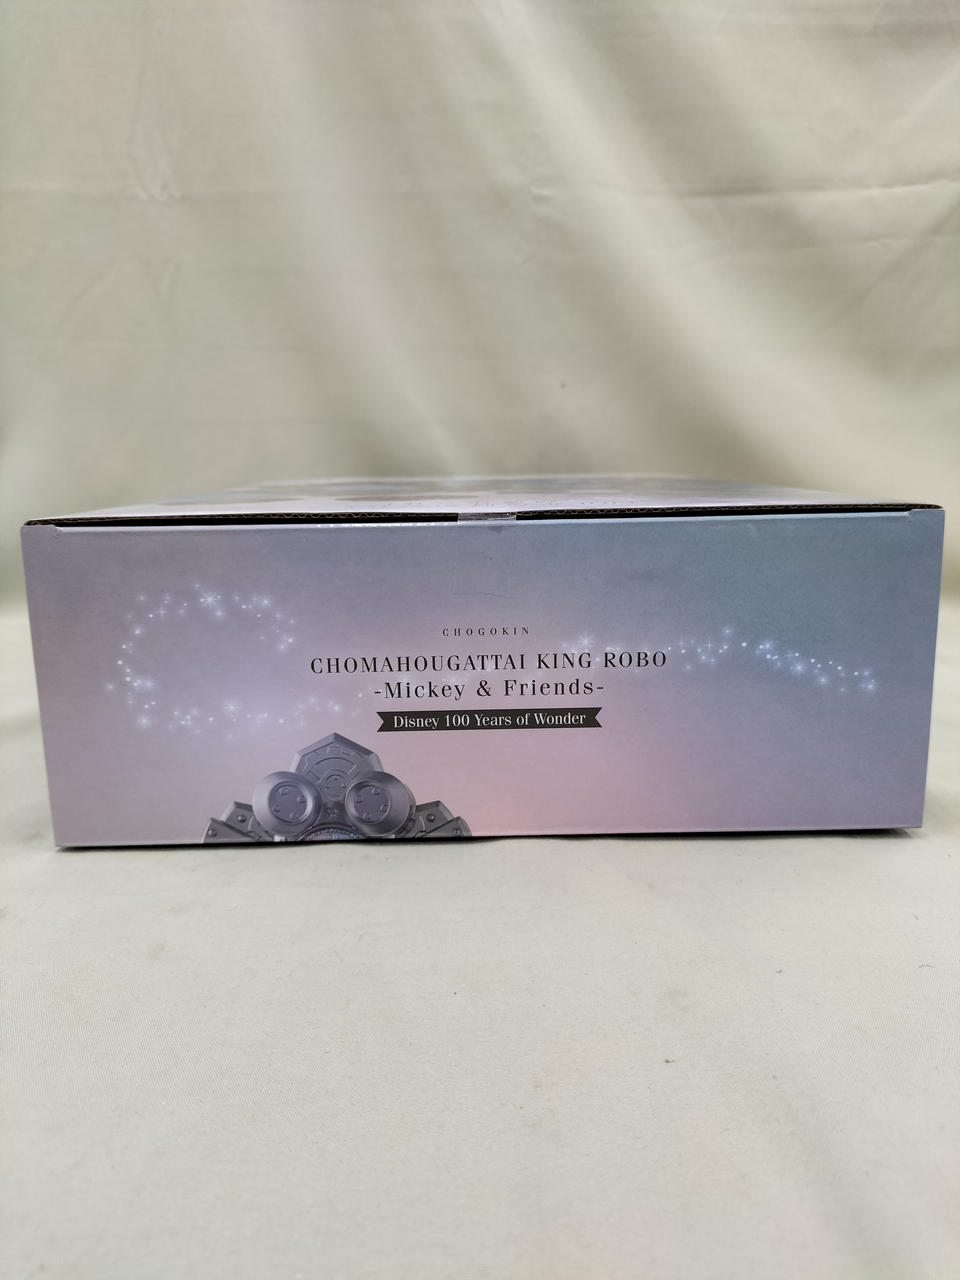 CHOGOKIN
CHOMAHOUGATTAI KING ROBO
-Mickey & Friends-
Disney 100 Years of Wonder